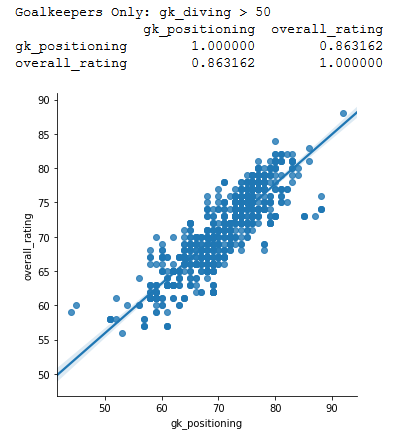 Goalkeepers Only: gk_diving > 50
gk_positioning overall_rating
gk_positioning 1.000000 0.863162
overall_rating 0.863162 1.000000
90
85
80
75
70
65
60
55
50
overall_rating
50 60 70 80 90
gk_positioning